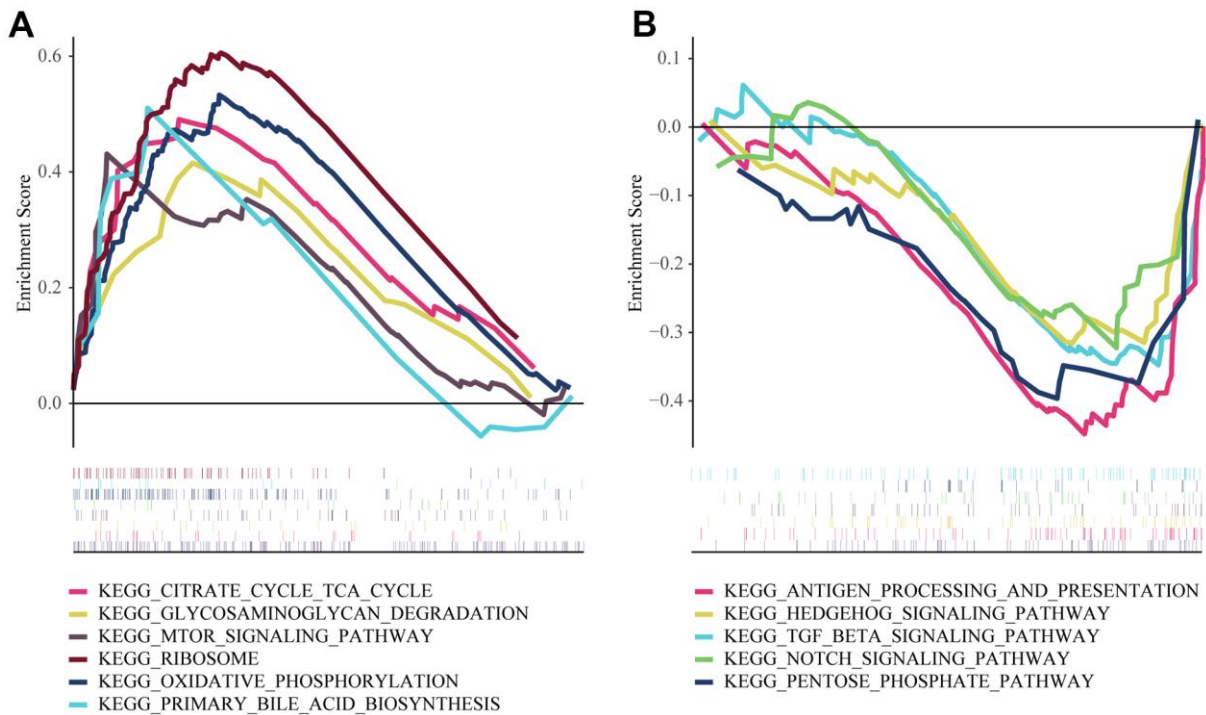 A
Enrichment Score
0.6
0.4
0.2
0.0
KEGG_CITRATE_CYCLE_TCA_CYCLE
KEGG_GLYCOSAMINOGLYCAN_DEGRADATION
KEGG_MTOR_SIGNALING_PATHWAY
KEGG_RIBOSOME
KEGG_OXIDATIVE_PHOSPHORYLATION
KEGG_PRIMARY_BILE_ACID_BIOSYNTHESIS
B
Enrichment Score
0.1
0.0
−0.1
−0.2
−0.3
−0.4
KEGG_ANTIGEN_PROCESSING_AND_PRESENTATION
KEGG_HEDGEHOG_SIGNALING_PATHWAY
KEGG_TGF_BETA_SIGNALING_PATHWAY
KEGG_NOTCH_SIGNALING_PATHWAY
KEGG_PENTOSE_PHOSPHATE_PATHWAY